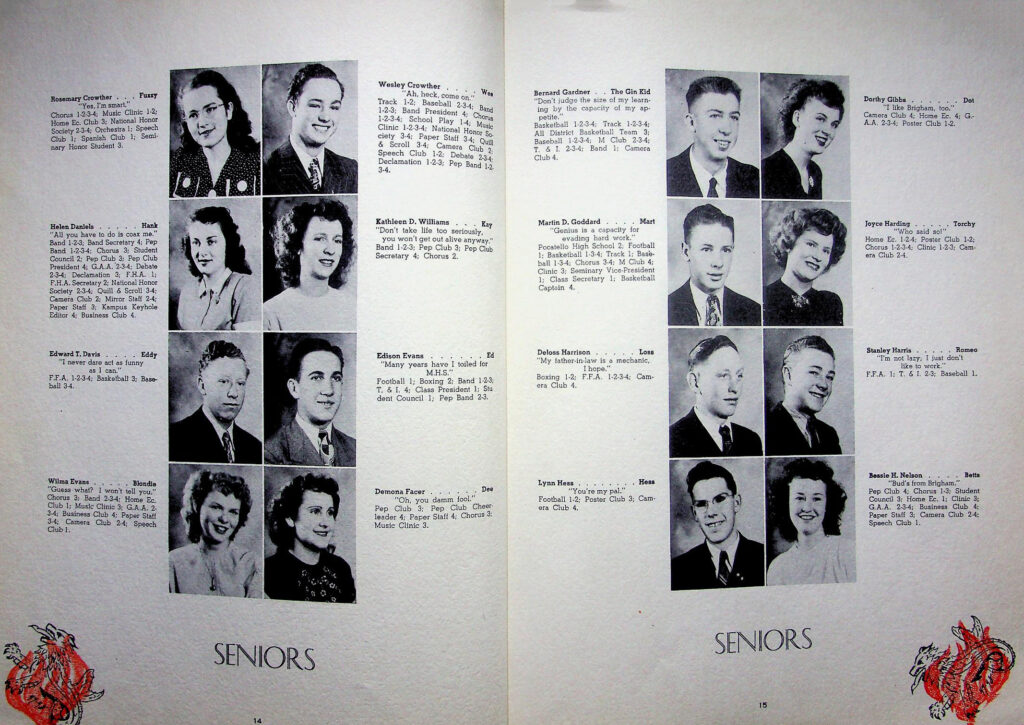 Rosemary Crowther . . . Fuzzy
"Yes, I'm smart."
Chorus 1-2-3-4; Music Clinic 1-2;
Home Ec. Club 3; National Honor
Society 2-3-4; Orchestra 1; Speech
Club 1; Spanish Club 1; Semi-
nary Honor Student 3.
Wesley Crowther . . . . Wes
"Ah, heck, come on."
Track 1-2; Baseball 2-3-4; Band
1-2-3-4; Band President 4; Chorus
1-2-3-4; School Play 1-4; Music
Clinic 1-2-3-4; National Honor So-
ciety 3-4; Paper Staff 3-4; Quill
& Scroll 3-4; Camera Club 2;
Speech Club 1-2; Debate 2-3-4;
Declamation 1-2-3; Pep Band 1-2-
3-4.
Helen Daniels . . . . . Hank
"All you have to do is coax me."
Band 1-2-3; Band Secretary 4; Pep
Band 1-2-3-4; Chorus 3; Student
Council 2; Pep Club 3; Pep Club
President 4; G.A.A. 2-3-4; Debate
2-3-4; Declamation 3; F.H.A. 1;
F.H.A. Secretary 2; National Honor
Society 2-3-4; Quill & Scroll 3-4;
Camera Club 2; Mirror Staff 2-4;
Paper Staff 3; Kampus Keyhole
Editor 4; Business Club 4.
Kathleen D. Williams . . . Kay
"Don't take life too seriously,
you won't get out alive anyway."
Band 1-2-3; Pep Club 3; Pep Club
Secretary 4; Chorus 2.
Edward T. Davis . . . . Eddy
"I never dare act as funny
as I can."
F.F.A. 1-2-3-4; Basketball 3; Base-
ball 3-4.
Edison Evans . . . . . . . Ed
"Many years have I toiled for
M.H.S."
Football 1; Boxing 2; Band 1-2-3;
T. & I. 4; Class President 1; Stu
dent Council 1; Pep Band 2-3.
Wilma Evans . . . . . Blondie
"Guess what? I won't tell you."
Chorus 3; Band 2-3-4; Home Ec.
Club 1; Music Clinic 3; G.A.A. 2-
3-4; Business Club 4; Paper Staff
3-4; Camera Club 2-4; Speech
Club 1.
Demona Facer . . . . . . Dee
"Oh, you damm fool."
Pep Club 3; Pep Club Cheer-
leader 4; Paper Staff 4; Chorus 3;
Music Clinic 3.
SENIORS
14
Bernard Gardner . . The Gin Kid
"Don't judge the size of my learn-
ing by the capacity of my ap-
petite."
Basketball 1-2-3-4; Track 1-2-3-4;
All District Basketball Team 3;
Baseball 1-2-3-4; M Club 2-3-4;
T. & I. 2-3-4; Band 1; Camera
Club 4.
Dorthy Gibbs . . . . . . Dot
"I like Brigham, too."
Camera Club 4; Home Ec 4; G.-
A.A. 2-3-4; Poster Club 1-2.
Martin D. Goddard . . . . Mart
"Genius is a capacity for
evading hard work."
Pocatello High School 2; Football
1; Basketball 1-3-4; Track 1; Base-
ball 1-3-4; Chorus 3-4; M Club 4;
Clinic 3; Seminary Vice-President
1; Class Secretary 1; Basketball
Captain 4.
Joyce Harding . . . . . Torchy
"Who said so!"
Home Ec. 1-2-4; Poster Club 1-2;
Chorus 1-2-3-4; Clinic 1-2-3; Cam-
era Club 2-4.
Deloss Harrison . . . . . Loss
"My father-in-law is a mechanic,
I hope."
Boxing 1-2; F.F.A. 1-2-3-4; Cam-
era Club 4.
Stanley Harris . . . . . Romeo
"I'm not lazy; I just don't
like to work."
F.F.A. 1; T. & I. 2-3; Baseball 1.
Lynn Hess . . . . . . . Hess
"You're my pal."
Football 1-2; Poster Club 3; Cam-
era Club 4.
Bessie H. Nelson . . . . . Betts
"Bud's from Brigham."
Pep Club 4; Chorus 1-3; Student
Council 3; Home Ec. 1; Clinic 3;
G.A.A. 2-3-4; Business Club 4;
Paper Staff 3; Camera Club 2-4;
Speech Club 1.
SENIORS
15